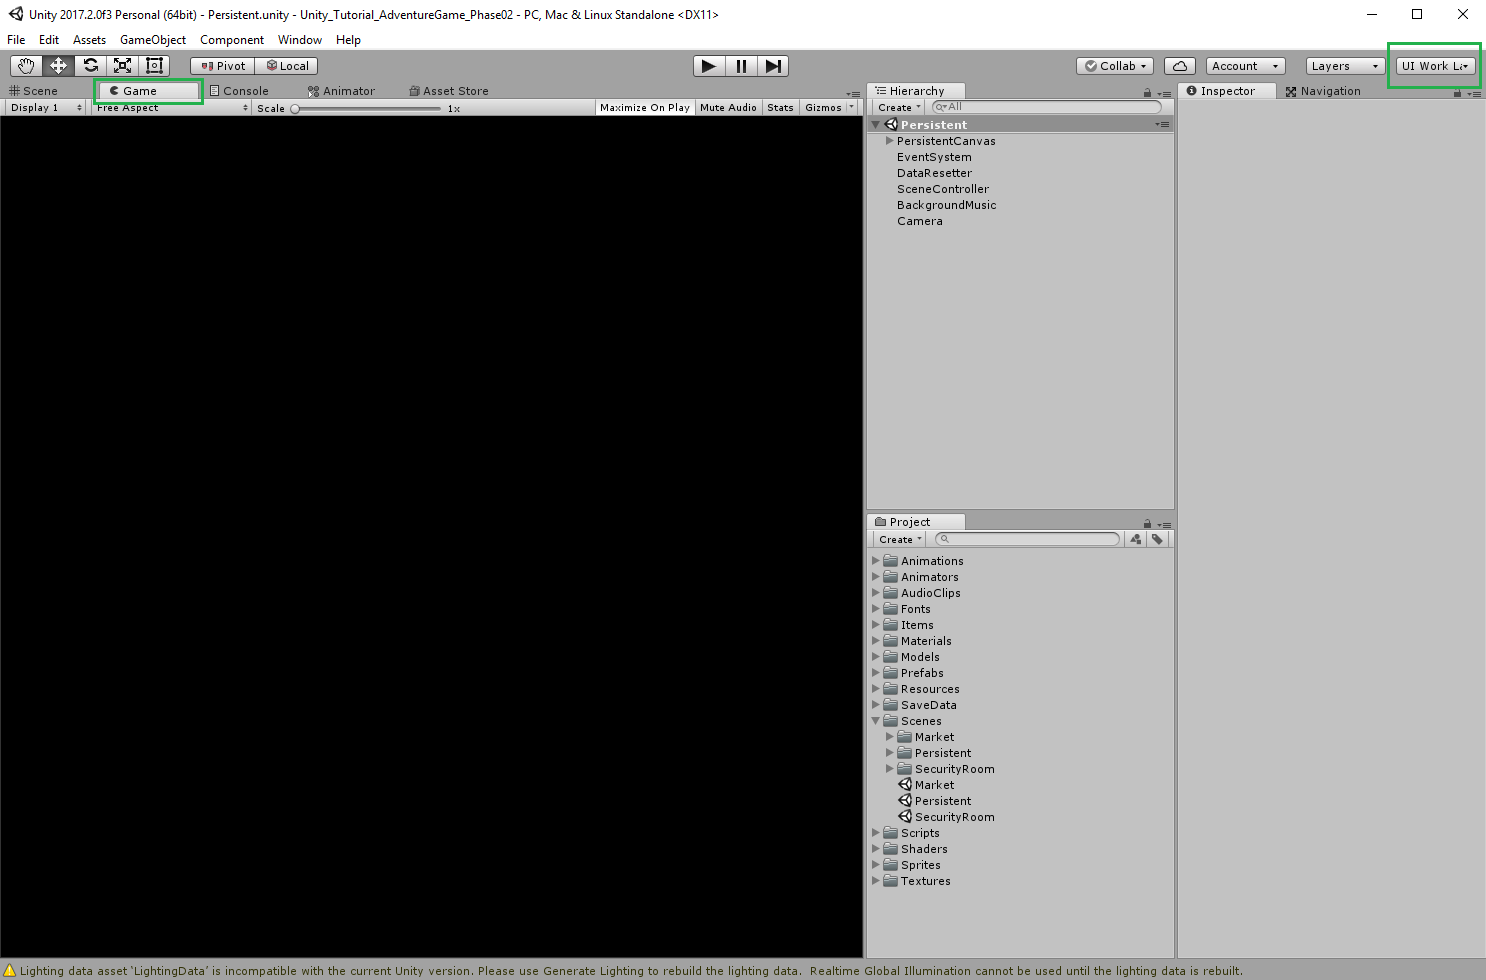 Unity 2017.2.0f3 Personal (64bit) - Persistent.unity - Unity_Tutorial_AdventureGame_Phase02 - PC, Mac & Linux Standalone <DX11>
File Edit Assets GameObject Component Window Help
Pivot Local Collab Account Layers UI Work La
Scene Game Console Animator Asset Store
Display 1 Free Aspect Scale 1x Maximize On Play Mute Audio Stats Gizmos
Hierarchy
Create All
Persistent
PersistentCanvas
EventSystem
DataResetter
SceneController
BackgroundMusic
Camera
Project
Create
Animations
Animators
AudioClips
Fonts
Items
Materials
Models
Prefabs
Resources
SaveData
Scenes
Market
Persistent
SecurityRoom
Market
Persistent
SecurityRoom
Scripts
Shaders
Sprites
Textures
Inspector Navigation
Lighting data asset 'LightingData' is incompatible with the current Unity version. Please use Generate Lighting to rebuild the lighting data. Realtime Global Illumination cannot be used until the lighting data is rebuilt.